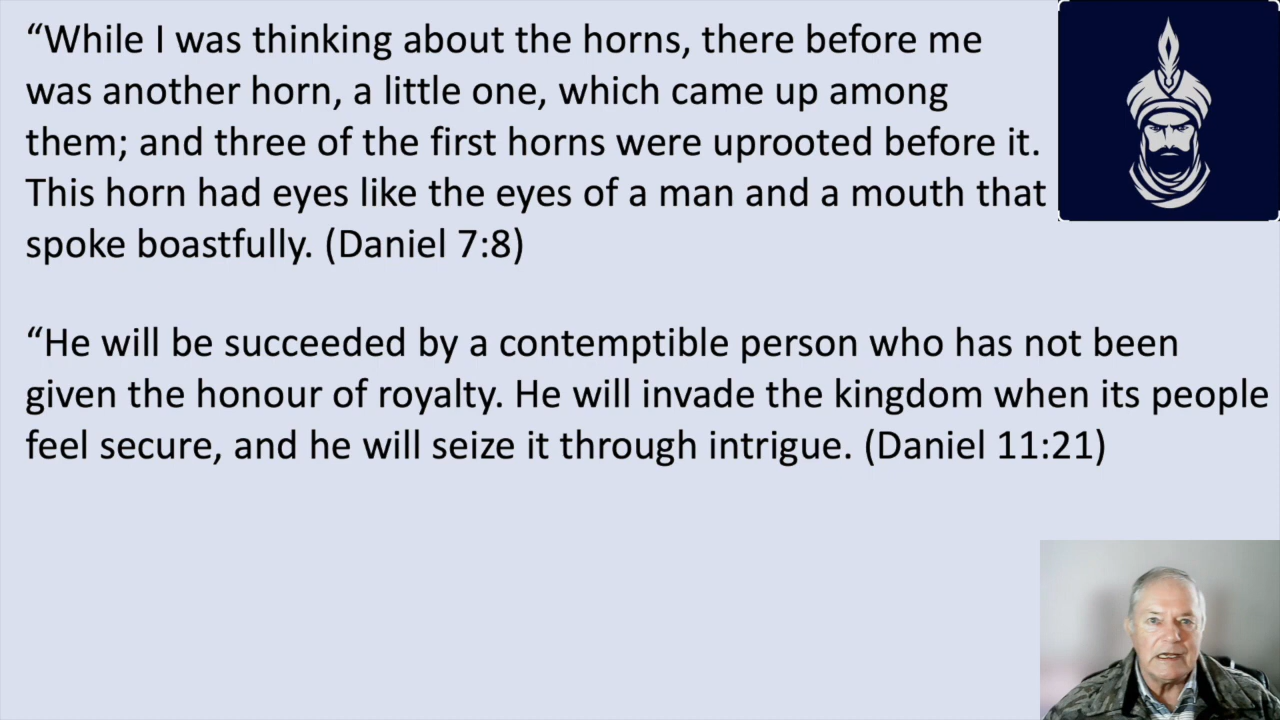 “While I was thinking about the horns, there before me
was another horn, a little one, which came up among
them; and three of the first horns were uprooted before it.
This horn had eyes like the eyes of a man and a mouth that
spoke boastfully. (Daniel 7:8)
“He will be succeeded by a contemptible person who has not been
given the honour of royalty. He will invade the kingdom when its people
feel secure, and he will seize it through intrigue. (Daniel 11:21)